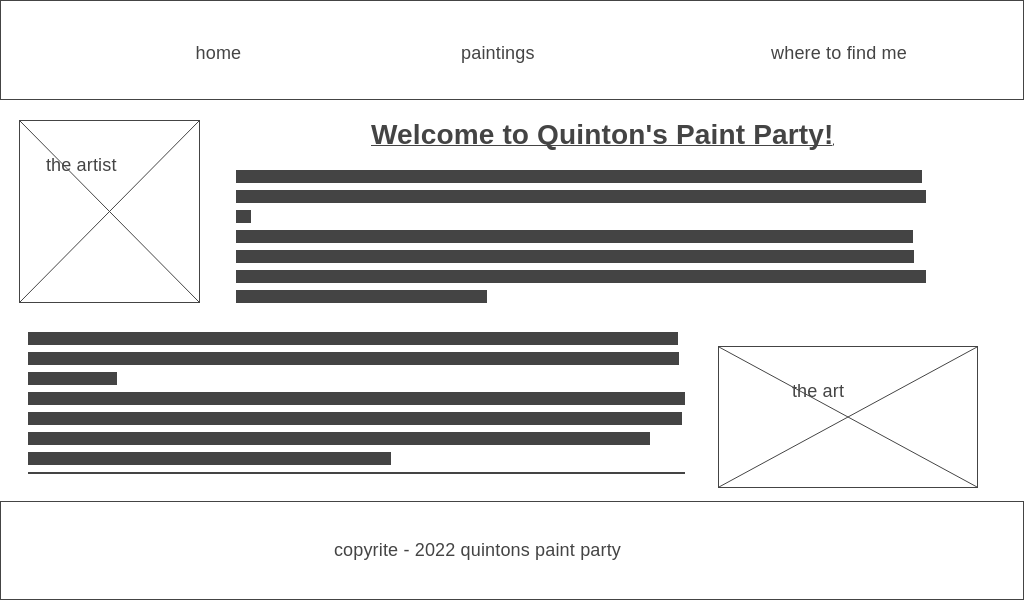 home paintings where to find me
Welcome to Quinton's Paint Party!
the artist
the art
copyrite - 2022 quintons paint party